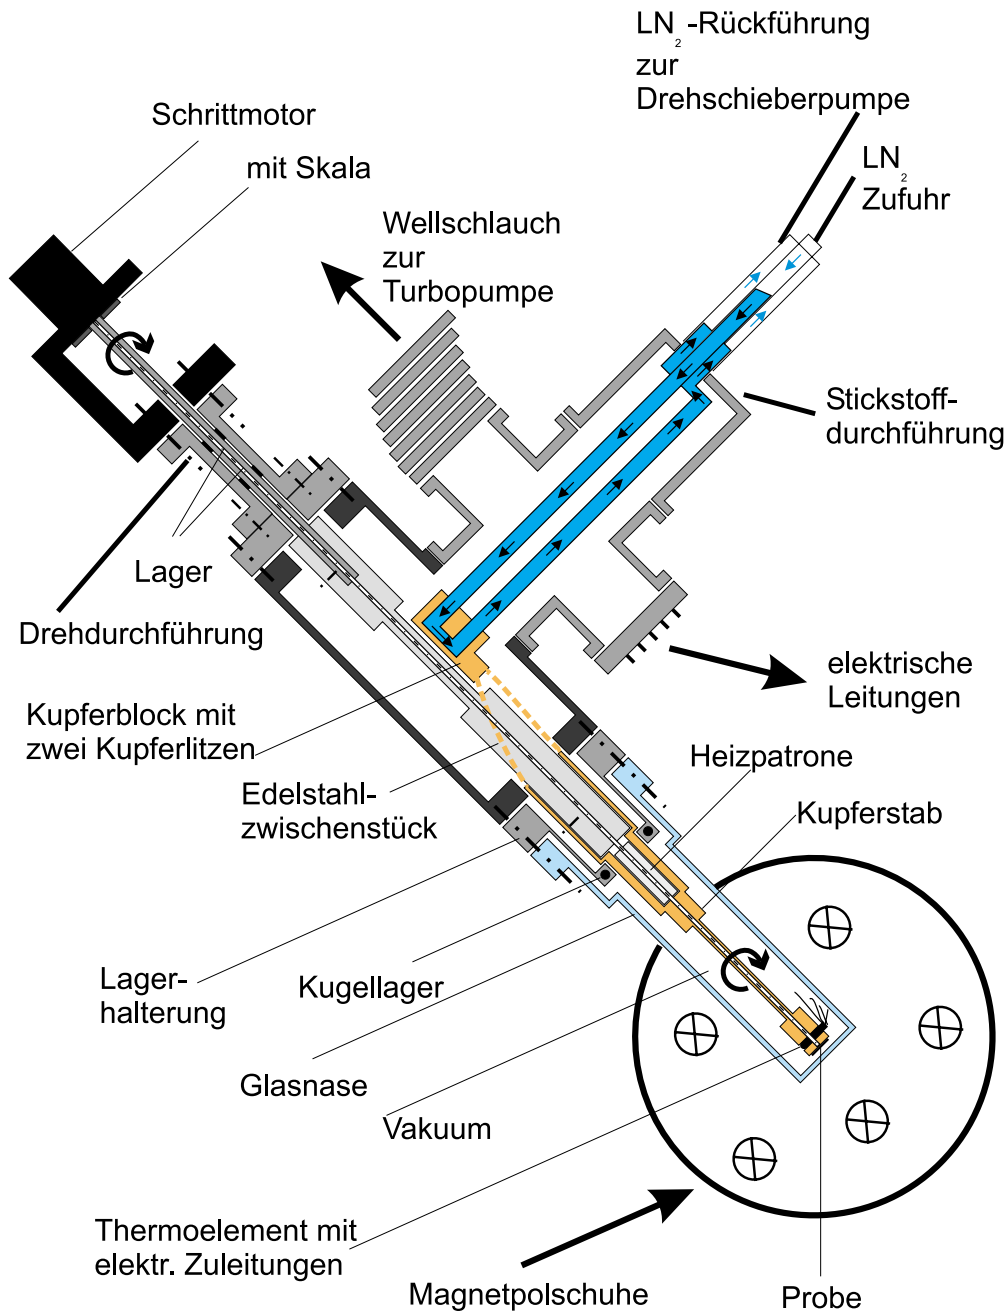 LN₂-Rückführung
zur
Drehschieberpumpe
LN₂
Zufuhr
Schrittmotor
mit Skala
Wellschlauch
zur
Turbopumpe
Stickstoff-
durchführung
Lager
Drehdurchführung
elektrische
Leitungen
Kupferblock mit
zwei Kupferlitzen
Edelstahl-
zwischenstück
Heizpatrone
Kupferstab
Lager-
halterung
Kugellager
Glasnase
Vakuum
Thermoelement mit
elektr. Zuleitungen
Magnetpolschuhe
Probe